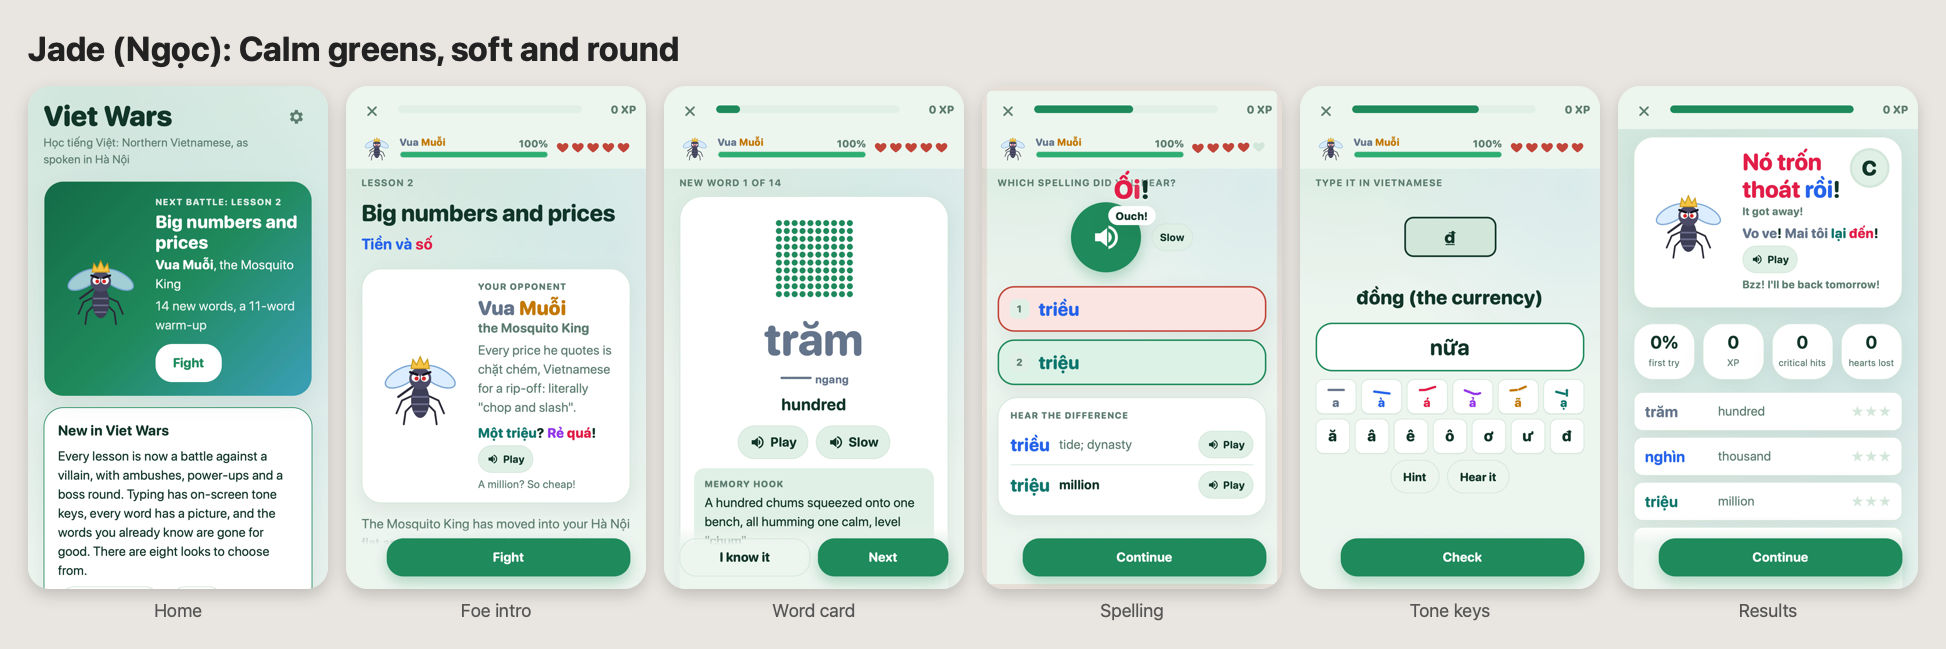 Jade (Ngọc): Calm greens, soft and round
Viet Wars
Học tiếng Việt: Northern Vietnamese, as
spoken in Hà Nội
NEXT BATTLE: LESSON 2
Big numbers and
prices
Vua Muỗi, the Mosquito
King
14 new words, a 11-word
warm-up
Fight
New in Viet Wars
Every lesson is now a battle against a
villain, with ambushes, power-ups and a
boss round. Typing has on-screen tone
keys, every word has a picture, and the
words you already know are gone for
good. There are eight looks to choose
from.
Home
0 XP
Vua Muỗi
100%
LESSON 2
Big numbers and prices
Tiền và số
YOUR OPPONENT
Vua Muỗi
the Mosquito King
Every price he quotes is
chặt chém, Vietnamese
for a rip-off: literally
"chop and slash".
Một triệu? Rẻ quá!
Play
A million? So cheap!
The Mosquito King has moved into your Hà Nội
Fight
Foe intro
0 XP
Vua Muỗi
100%
NEW WORD 1 OF 14
trăm
ngang
hundred
Play
Slow
MEMORY HOOK
A hundred chums squeezed onto one
bench, all humming one calm, level
"chum"
I know it
Next
Word card
0 XP
Vua Muỗi
100%
WHICH SPELLING DID YOU HEAR?
Ối!
Ouch!
Slow
1 triều
2 triệu
HEAR THE DIFFERENCE
triều tide; dynasty
Play
triệu million
Play
Continue
Spelling
0 XP
Vua Muỗi
100%
TYPE IT IN VIETNAMESE
₫
đồng (the currency)
nữa
a à á ả ã ạ
ă â ê ô ơ ư đ
Hint
Hear it
Check
Tone keys
0 XP
Nó trốn
thoát rồi!
C
It got away!
Vo ve! Mai tôi lại đến!
Play
Bzz! I'll be back tomorrow!
0% first try
0 XP
0 critical hits
0 hearts lost
trăm hundred
nghìn thousand
triệu million
Continue
Results